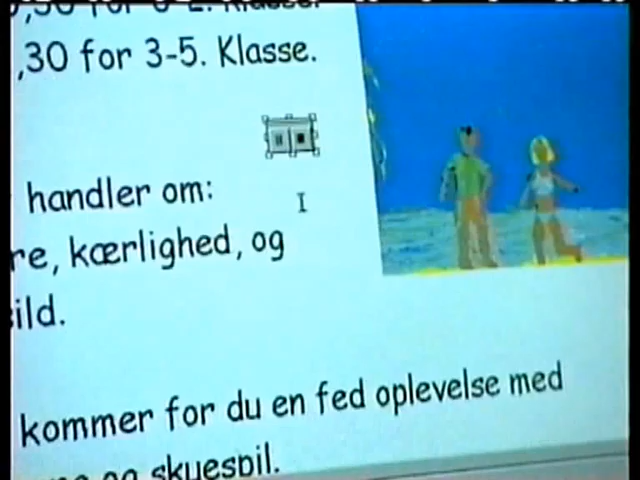 ,30 for 3-5. Klasse.
handler om:
re, kærlighed, og
ild.
kommer for du en fed oplevelse med
og skuespil.